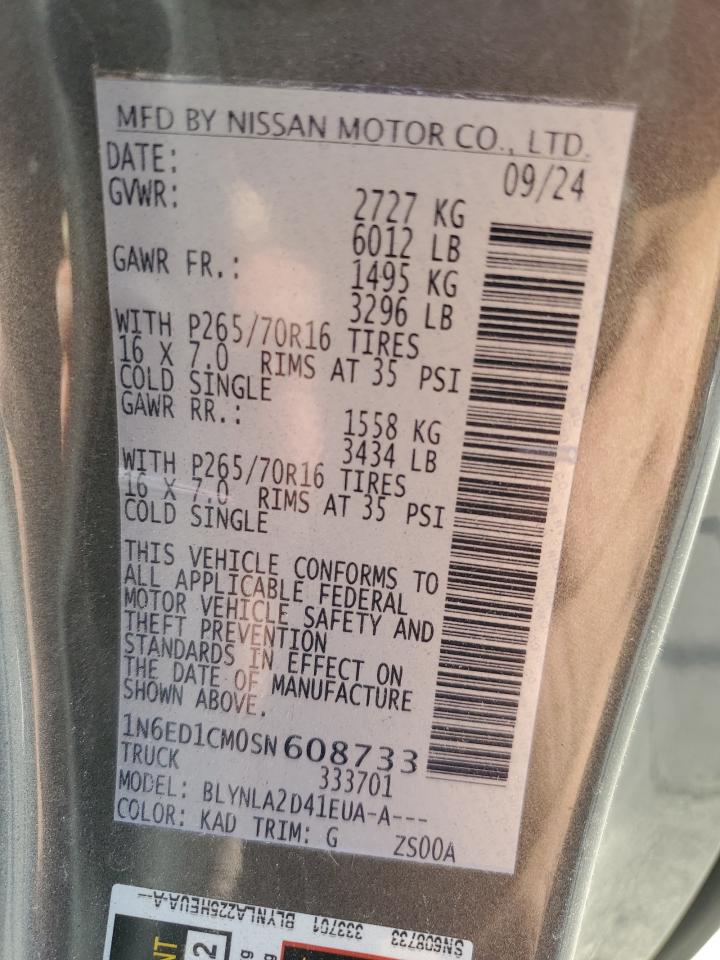 MFD BY NISSAN MOTOR CO., LTD.
DATE: 09/24
GVWR: 2727 KG
6012 LB
GAWR FR.: 1495 KG
3296 LB
WITH P265/70R16 TIRES
16 X 7.0 RIMS AT 35 PSI
COLD SINGLE
GAWR RR.: 1558 KG
3434 LB
WITH P265/70R16 TIRES
16 X 7.0 RIMS AT 35 PSI
COLD SINGLE
THIS VEHICLE CONFORMS TO
ALL APPLICABLE FEDERAL
MOTOR VEHICLE SAFETY AND
THEFT PREVENTION
STANDARDS IN EFFECT ON
THE DATE OF MANUFACTURE
SHOWN ABOVE.
1N6ED1CM0SN608733
TRUCK 333701
MODEL: BLYNLA2D41EUA-A---
COLOR: KAD TRIM: G ZS00A
SN608733 333701 BLYNLA225HEUA-A--
2